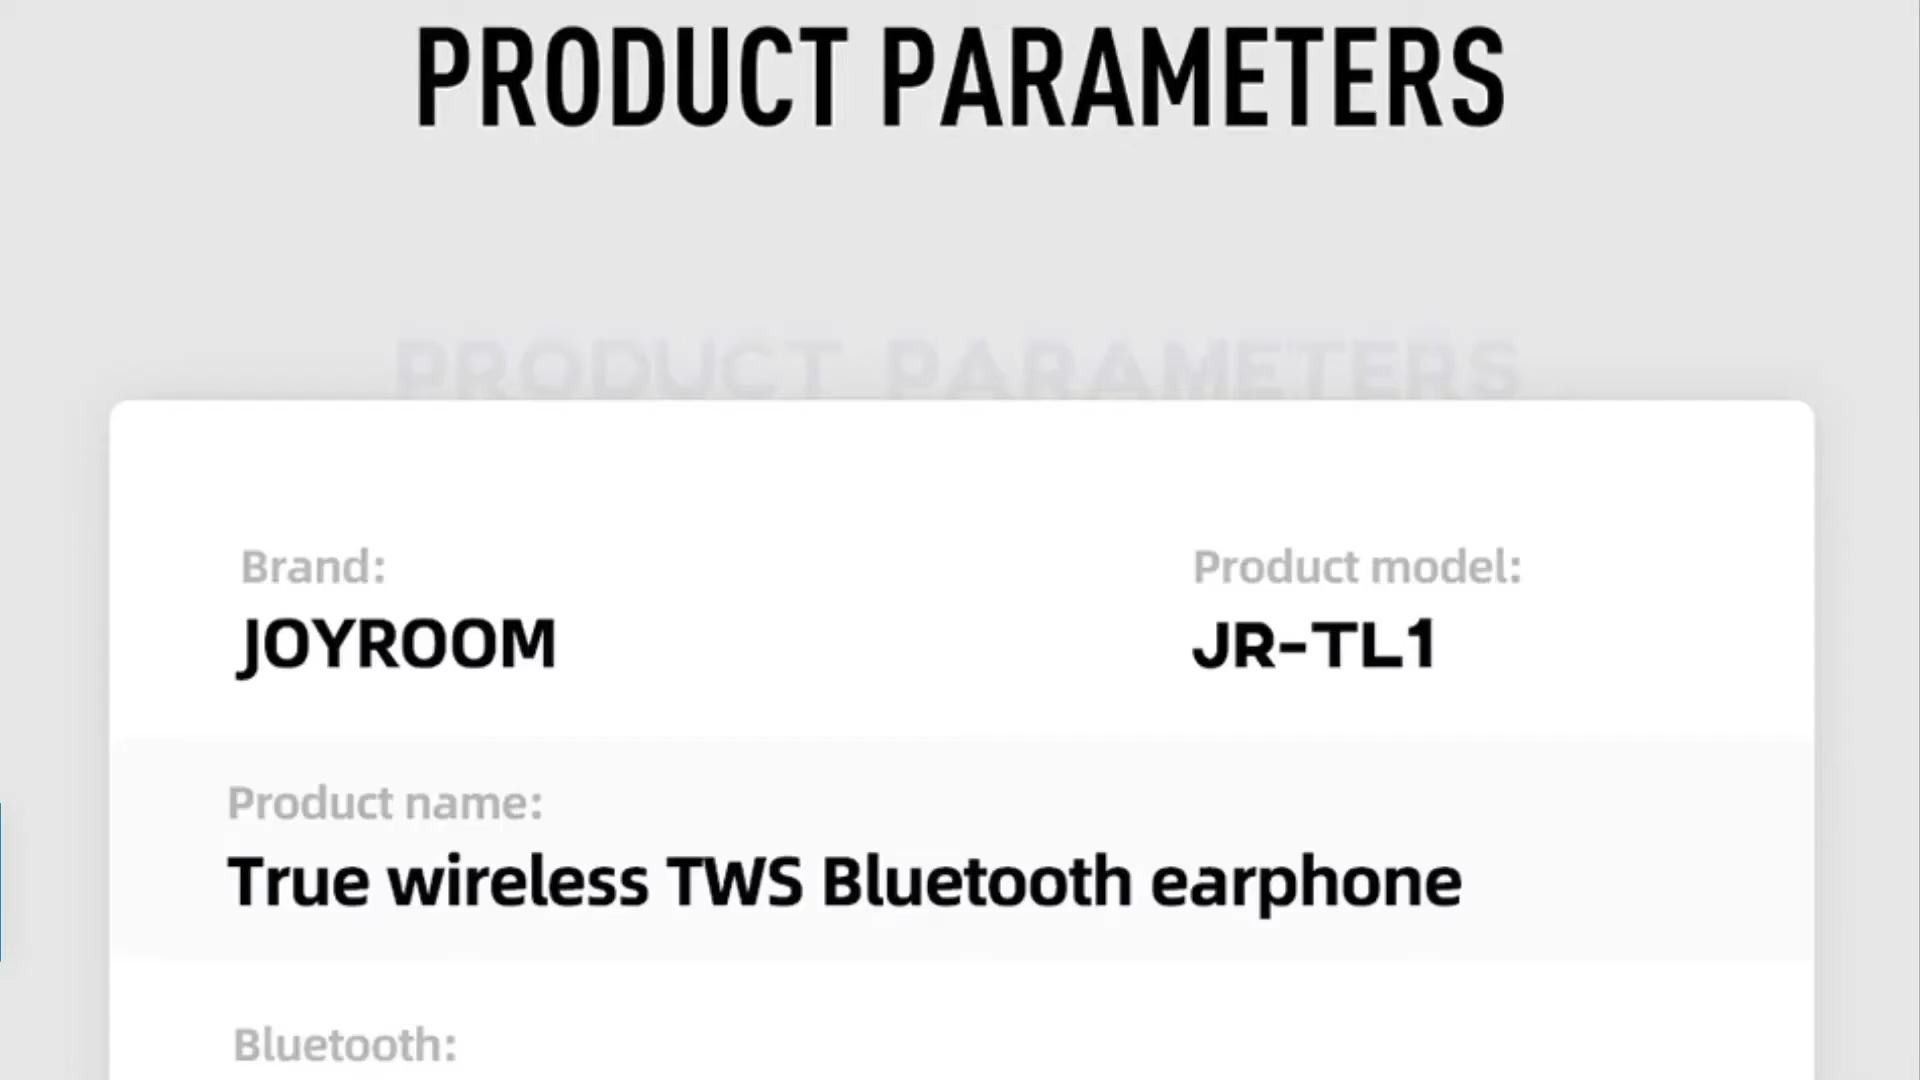 PRODUCT PARAMETERS
PRODUCT PARAMETERS
Brand:
JOYROOM
Product model:
JR-TL1
Product name:
True wireless TWS Bluetooth earphone
Bluetooth: